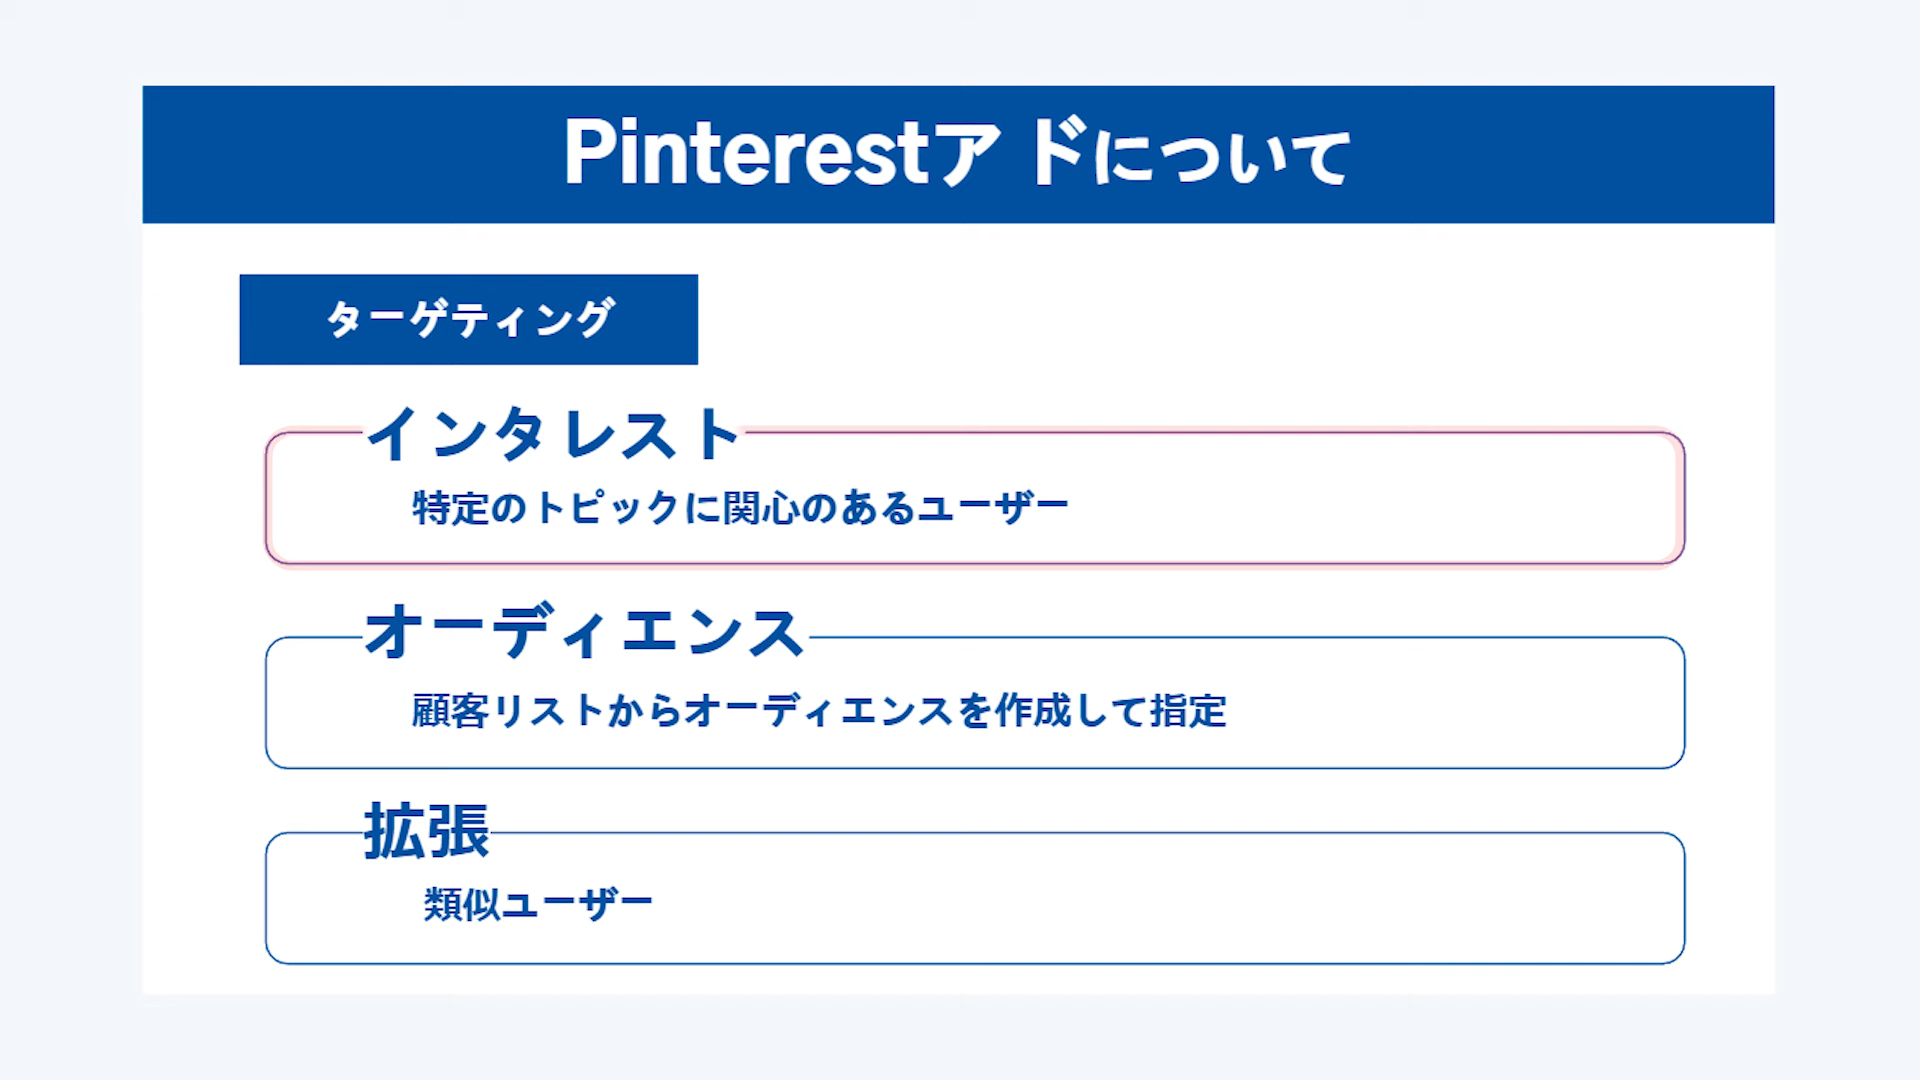 Pinterestアドについて
ターゲティング
インタレスト
特定のトピックに関心のあるユーザー
オーディエンス
顧客リストからオーディエンスを作成して指定
拡張
類似ユーザー